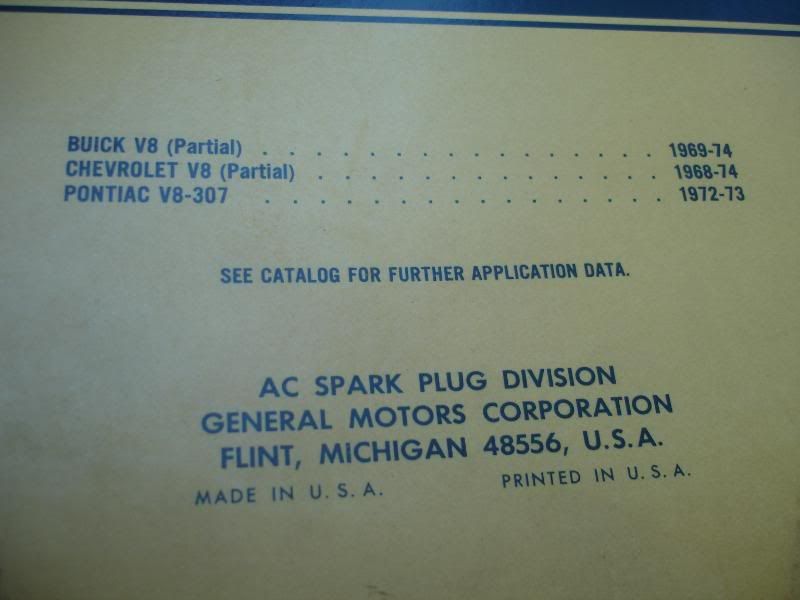 BUICK V8 (Partial) . . . . . . . . . . . . . . . 1969-74
CHEVROLET V8 (Partial) . . . . . . . . . . . . . 1968-74
PONTIAC V8-307 . . . . . . . . . . . . . . . 1972-73
SEE CATALOG FOR FURTHER APPLICATION DATA.
AC SPARK PLUG DIVISION
GENERAL MOTORS CORPORATION
FLINT, MICHIGAN 48556, U.S.A.
MADE IN U.S.A. PRINTED IN U.S.A.